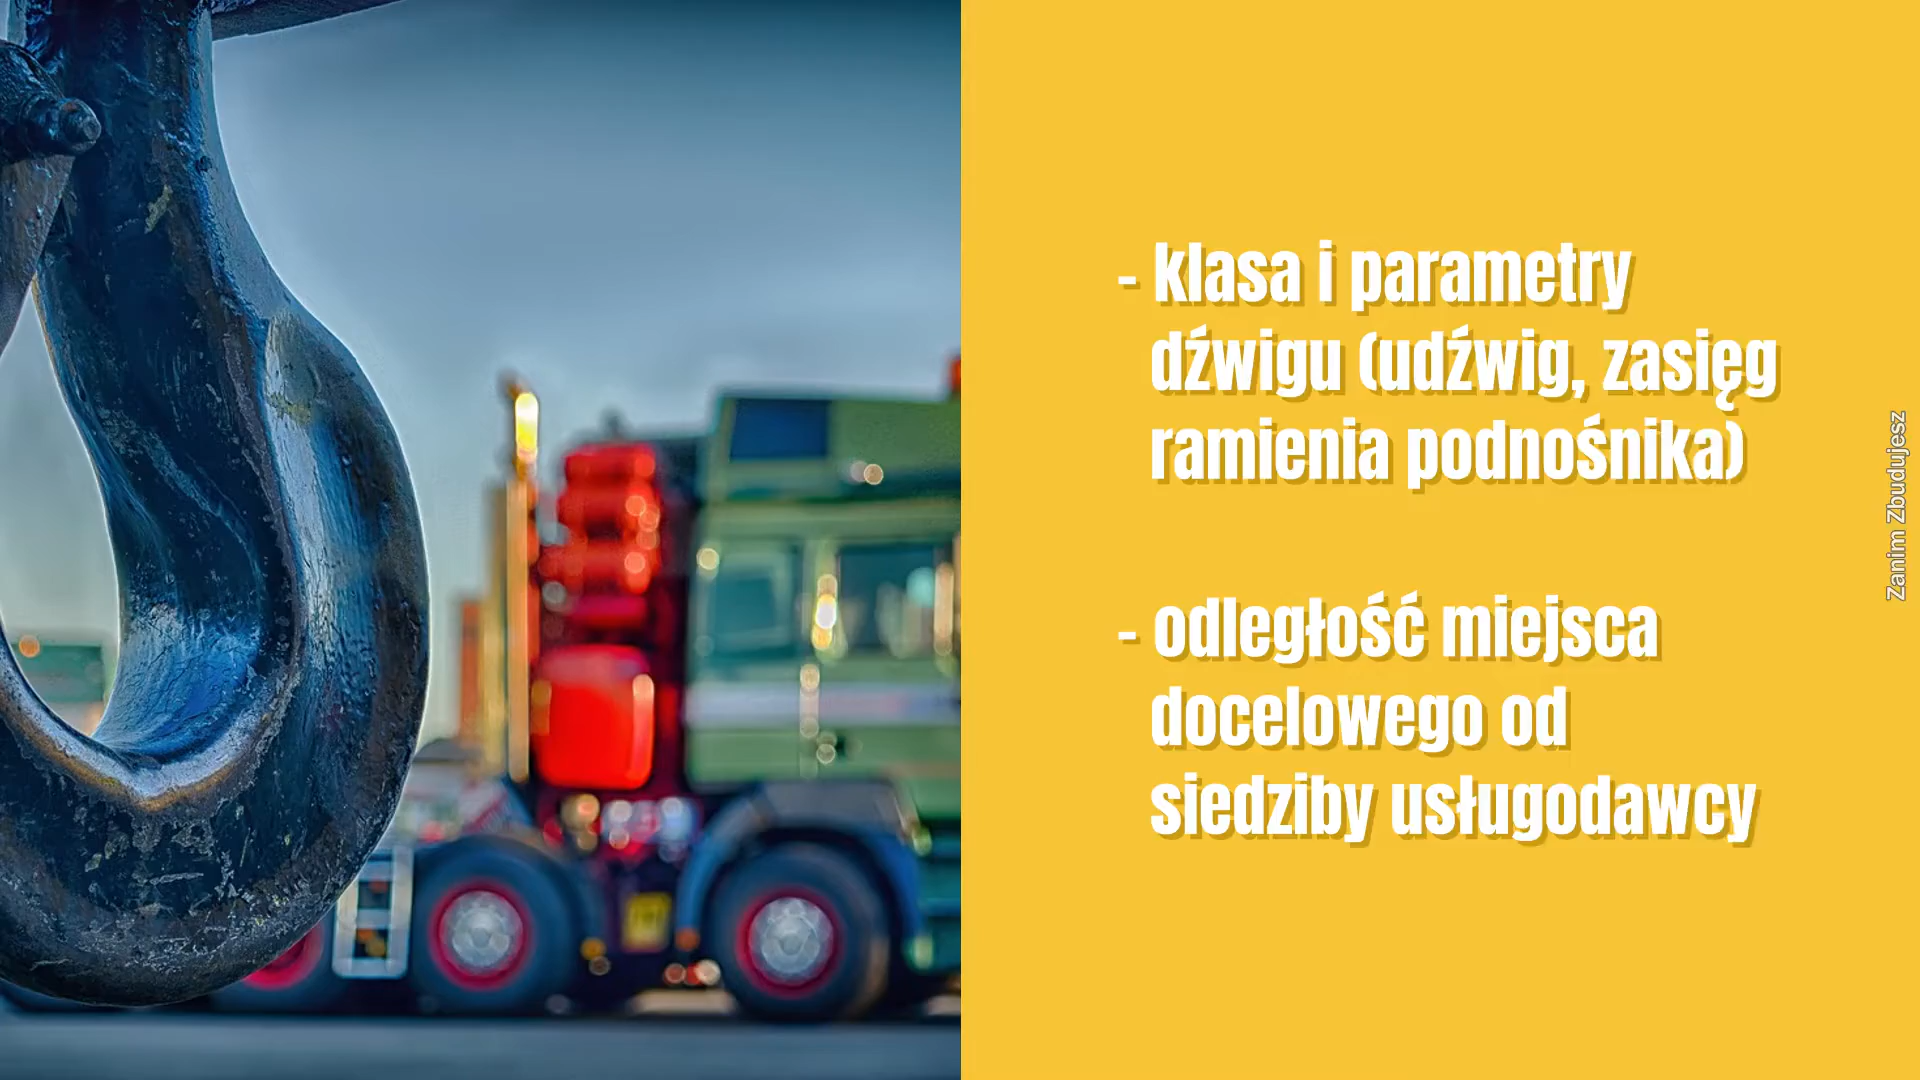 - klasa i parametry
dźwigu (udźwig, zasięg
ramienia podnośnika)
- odległość miejsca
docelowego od
siedziby usługodawcy
Zanim Zbudujesz